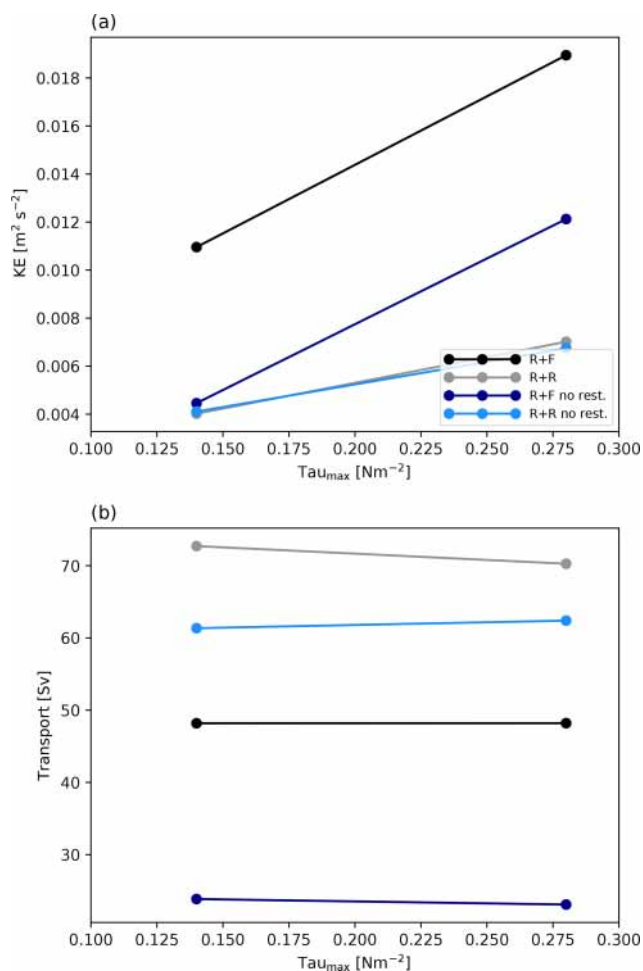 (a)
0.018
0.016
0.014
0.012
0.010
0.008
0.006
0.004
KE [m² s⁻²]
R+F
R+R
R+F no rest.
R+R no rest.
0.100 0.125 0.150 0.175 0.200 0.225 0.250 0.275 0.300
Tau_max [Nm⁻²]
(b)
70
60
50
40
30
Transport [Sv]
0.100 0.125 0.150 0.175 0.200 0.225 0.250 0.275 0.300
Tau_max [Nm⁻²]